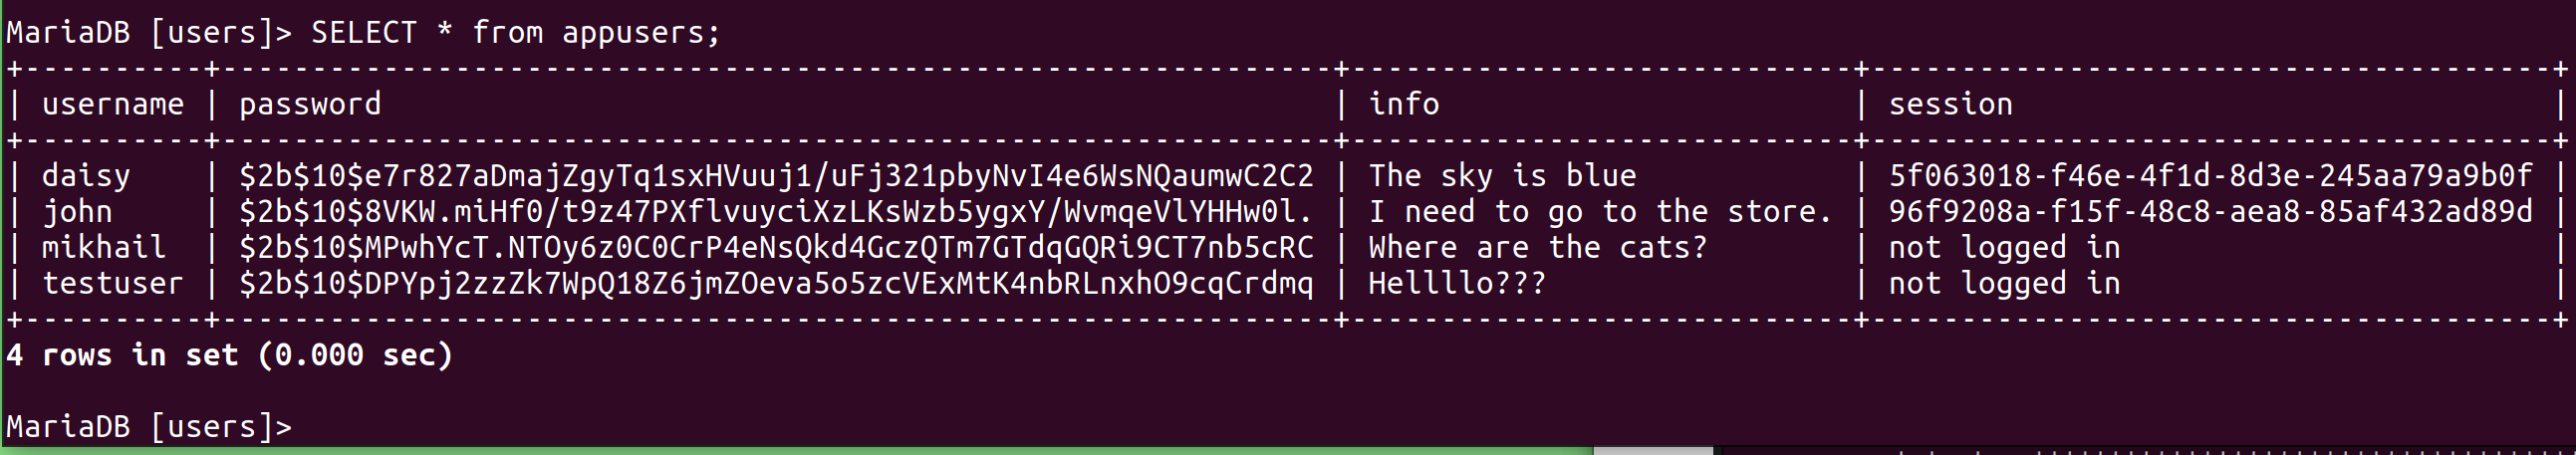 MariaDB [users]> SELECT * from appusers;
+----------+--------------------------------------------------------------+----------------------------+--------------------------------------+
| username | password                                                     | info                       | session                              |
+----------+--------------------------------------------------------------+----------------------------+--------------------------------------+
| daisy    | $2b$10$e7r827aDmajZgyTq1sxHVuuj1/uFj321pbyNvI4e6WsNQaumwC2C2 | The sky is blue            | 5f063018-f46e-4f1d-8d3e-245aa79a9b0f |
| john     | $2b$10$8VKW.miHf0/t9z47PXflvuyciXzLKsWzb5ygxY/WvmqeVlYHHw0l. | I need to go to the store. | 96f9208a-f15f-48c8-aea8-85af432ad89d |
| mikhail  | $2b$10$MPwhYcT.NTOy6z0C0CrP4eNsQkd4GczQTm7GTdqGQRi9CT7nb5cRC | Where are the cats?        | not logged in                        |
| testuser | $2b$10$DPYpj2zzZk7WpQ18Z6jmZOeva5o5zcVExMtK4nbRLnxhO9cqCrdmq | Hellllo???                 | not logged in                        |
+----------+--------------------------------------------------------------+----------------------------+--------------------------------------+
4 rows in set (0.000 sec)
MariaDB [users]>